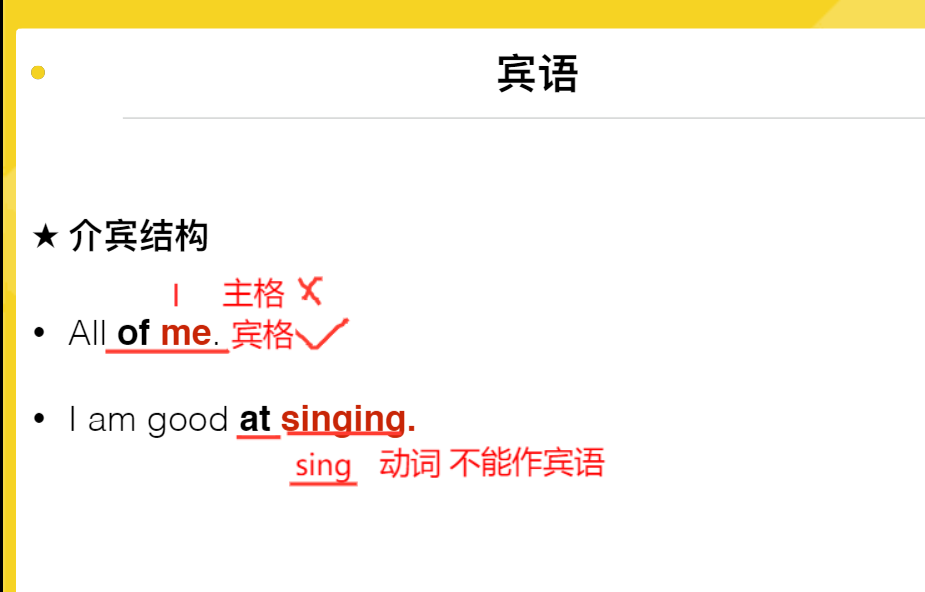 宾语
★ 介宾结构
I 主格 ×
• All of me. 宾格✓
• I am good at singing.
sing 动词 不能作宾语